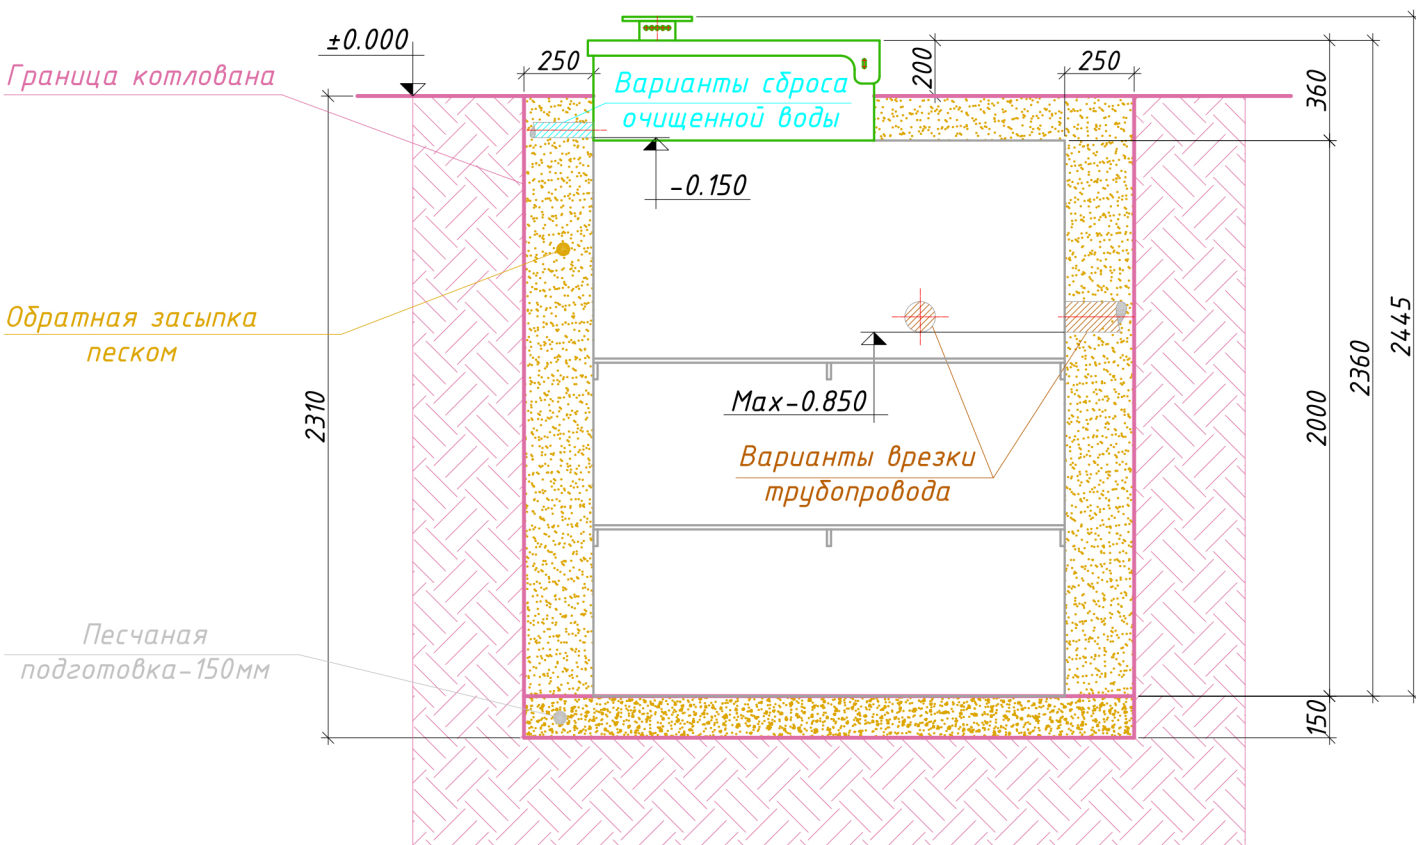 ±0.000
Граница котлована
250
Варианты сброса
очищенной воды
200
250
360
-0.150
Обратная засыпка
песком
2310
Max-0.850
Варианты врезки
трубопровода
2000
2360
2445
Песчаная
подготовка-150мм
150